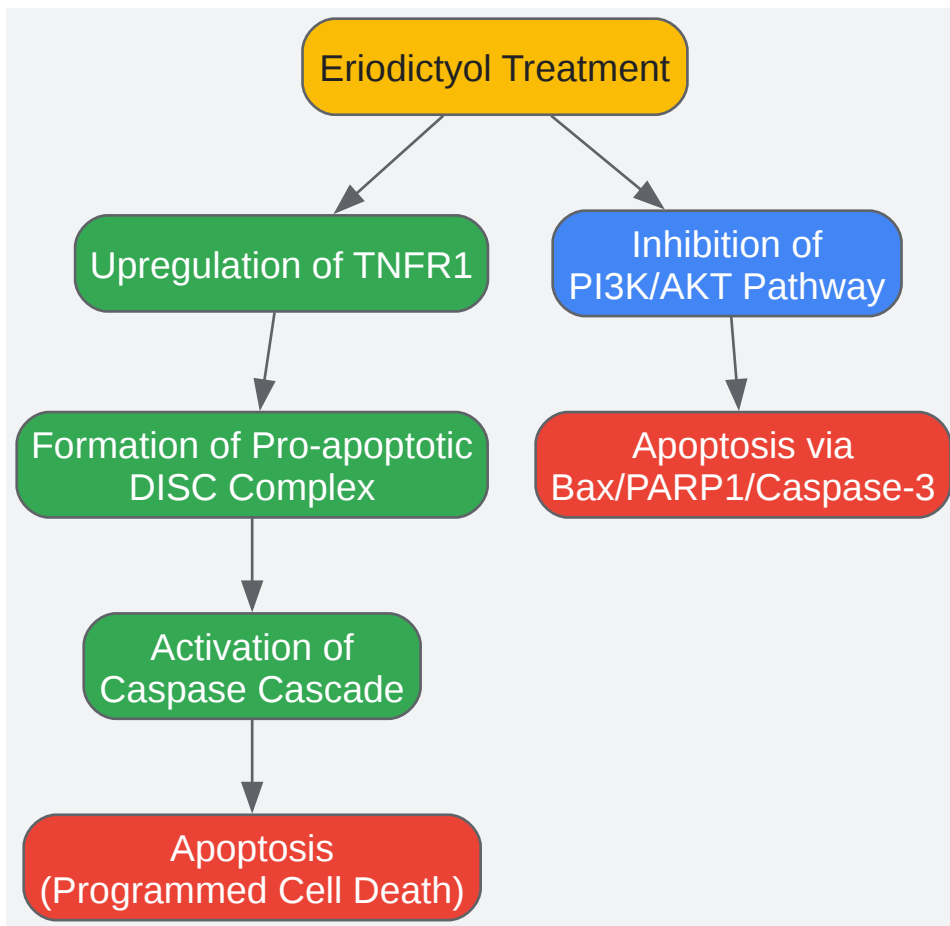 Eriodictyol Treatment
Upregulation of TNFR1
Inhibition of
PI3K/AKT Pathway
Formation of Pro-apoptotic
DISC Complex
Apoptosis via
Bax/PARP1/Caspase-3
Activation of
Caspase Cascade
Apoptosis
(Programmed Cell Death)